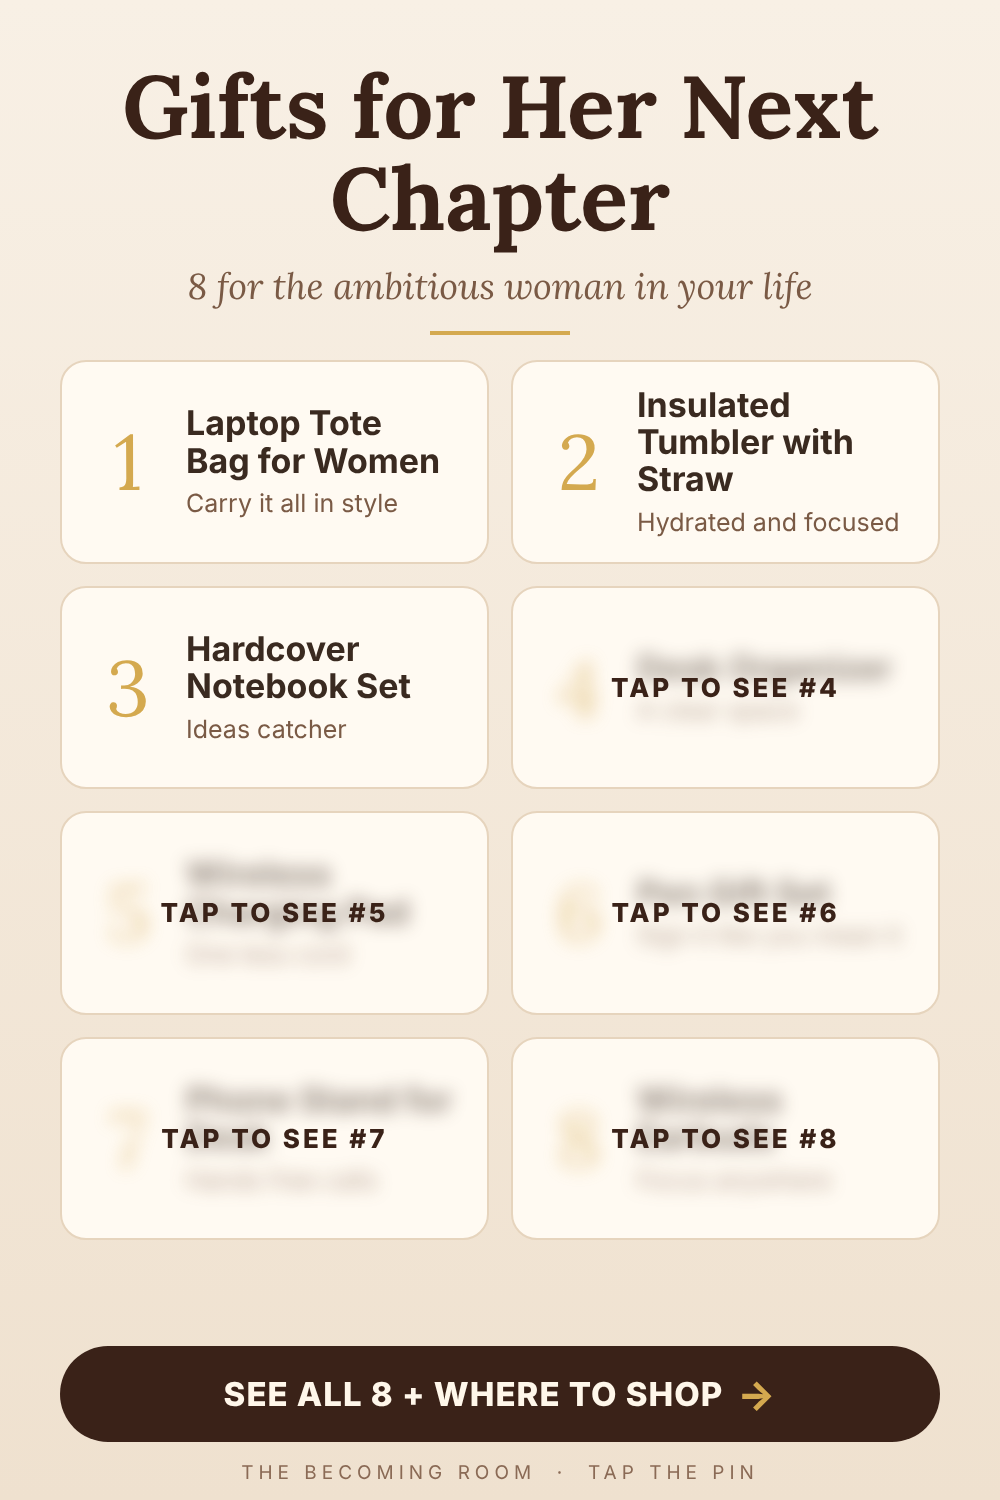 Gifts for Her Next
Chapter
8 for the ambitious woman in your life
1
Laptop Tote
Bag for Women
Carry it all in style
2
Insulated
Tumbler with
Straw
Hydrated and focused
3
Hardcover
Notebook Set
Ideas catcher
TAP TO SEE #4
TAP TO SEE #5
TAP TO SEE #6
TAP TO SEE #7
TAP TO SEE #8
SEE ALL 8 + WHERE TO SHOP →
THE BECOMING ROOM · TAP THE PIN